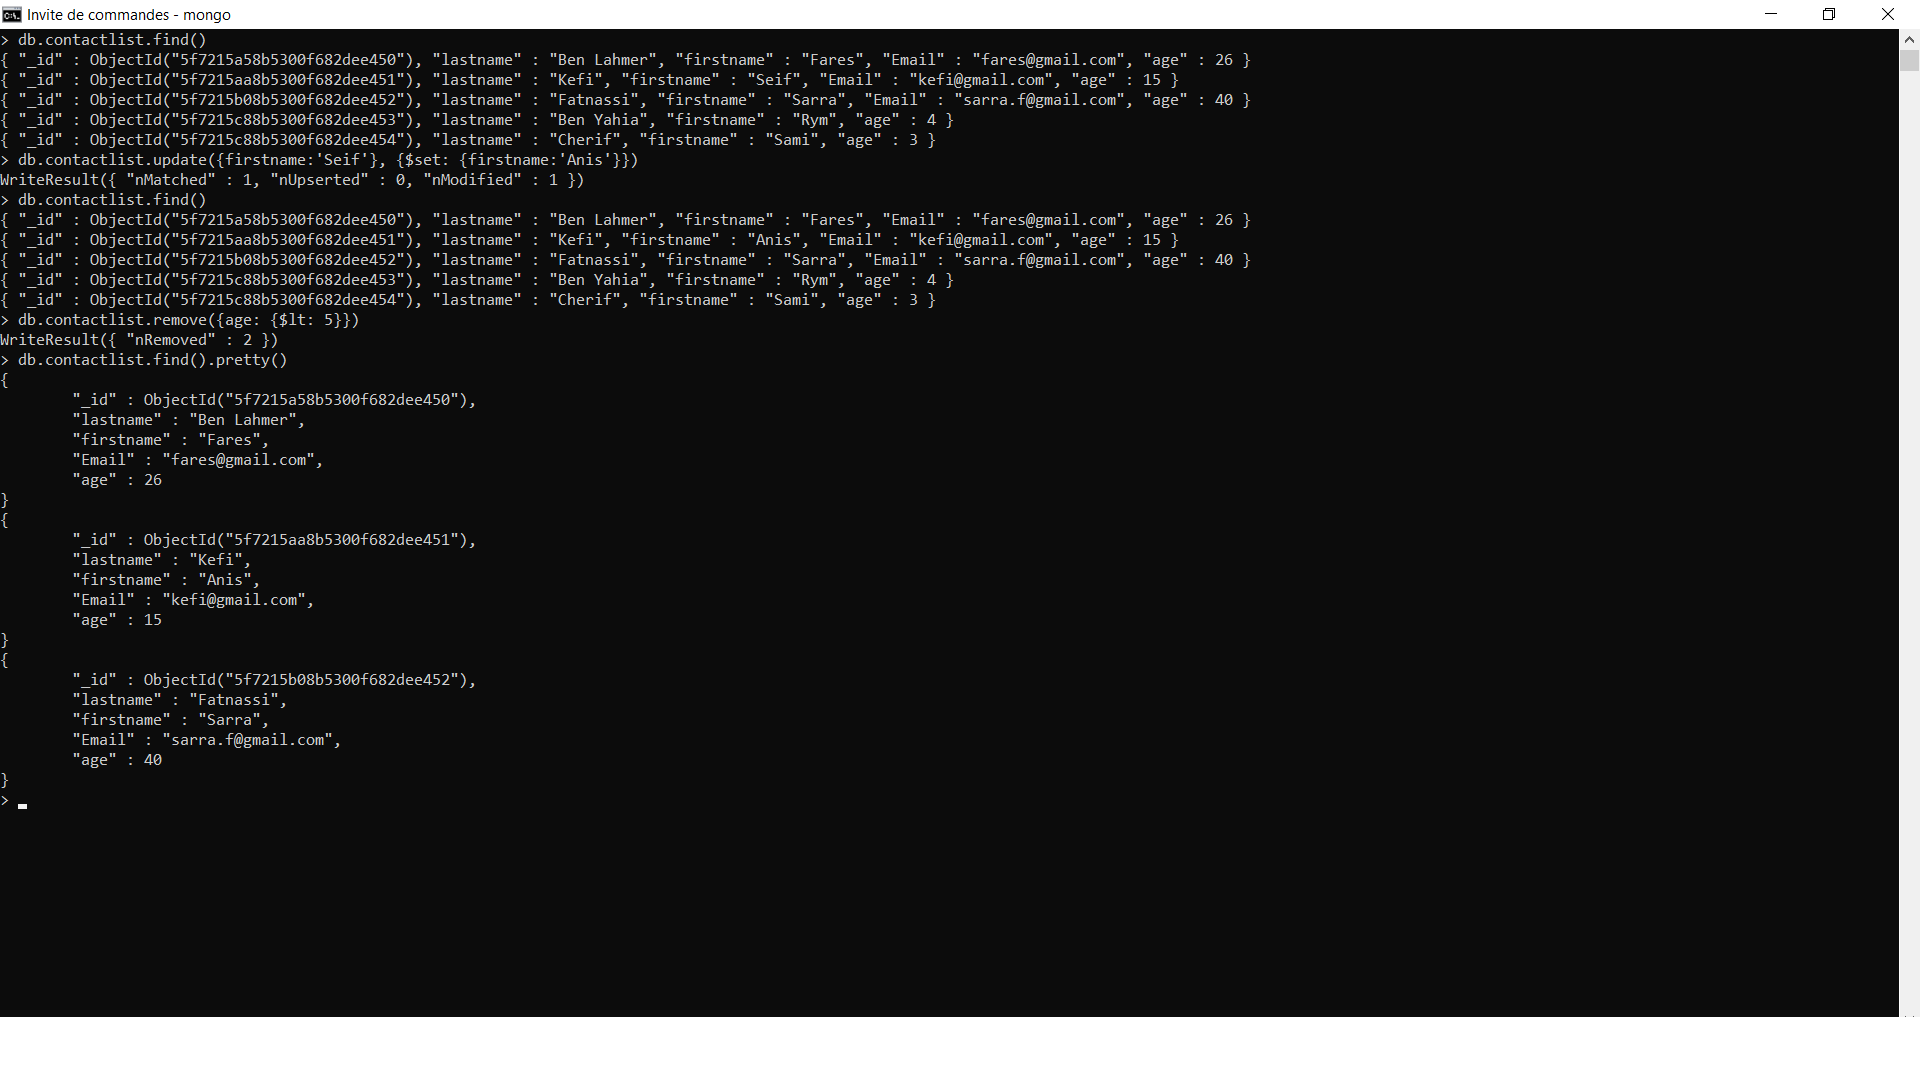 Invite de commandes - mongo
> db.contactlist.find()
{ "_id" : ObjectId("5f7215a58b5300f682dee450"), "lastname" : "Ben Lahmer", "firstname" : "Fares", "Email" : "fares@gmail.com", "age" : 26 }
{ "_id" : ObjectId("5f7215aa8b5300f682dee451"), "lastname" : "Kefi", "firstname" : "Seif", "Email" : "kefi@gmail.com", "age" : 15 }
{ "_id" : ObjectId("5f7215b08b5300f682dee452"), "lastname" : "Fatnassi", "firstname" : "Sarra", "Email" : "sarra.f@gmail.com", "age" : 40 }
{ "_id" : ObjectId("5f7215c88b5300f682dee453"), "lastname" : "Ben Yahia", "firstname" : "Rym", "age" : 4 }
{ "_id" : ObjectId("5f7215c88b5300f682dee454"), "lastname" : "Cherif", "firstname" : "Sami", "age" : 3 }
> db.contactlist.update({firstname:'Seif'}, {$set: {firstname:'Anis'}})
WriteResult({ "nMatched" : 1, "nUpserted" : 0, "nModified" : 1 })
> db.contactlist.find()
{ "_id" : ObjectId("5f7215a58b5300f682dee450"), "lastname" : "Ben Lahmer", "firstname" : "Fares", "Email" : "fares@gmail.com", "age" : 26 }
{ "_id" : ObjectId("5f7215aa8b5300f682dee451"), "lastname" : "Kefi", "firstname" : "Anis", "Email" : "kefi@gmail.com", "age" : 15 }
{ "_id" : ObjectId("5f7215b08b5300f682dee452"), "lastname" : "Fatnassi", "firstname" : "Sarra", "Email" : "sarra.f@gmail.com", "age" : 40 }
{ "_id" : ObjectId("5f7215c88b5300f682dee453"), "lastname" : "Ben Yahia", "firstname" : "Rym", "age" : 4 }
{ "_id" : ObjectId("5f7215c88b5300f682dee454"), "lastname" : "Cherif", "firstname" : "Sami", "age" : 3 }
> db.contactlist.remove({age: {$lt: 5}})
WriteResult({ "nRemoved" : 2 })
> db.contactlist.find().pretty()
{
"_id" : ObjectId("5f7215a58b5300f682dee450"),
"lastname" : "Ben Lahmer",
"firstname" : "Fares",
"Email" : "fares@gmail.com",
"age" : 26
}
{
"_id" : ObjectId("5f7215aa8b5300f682dee451"),
"lastname" : "Kefi",
"firstname" : "Anis",
"Email" : "kefi@gmail.com",
"age" : 15
}
{
"_id" : ObjectId("5f7215b08b5300f682dee452"),
"lastname" : "Fatnassi",
"firstname" : "Sarra",
"Email" : "sarra.f@gmail.com",
"age" : 40
}
>